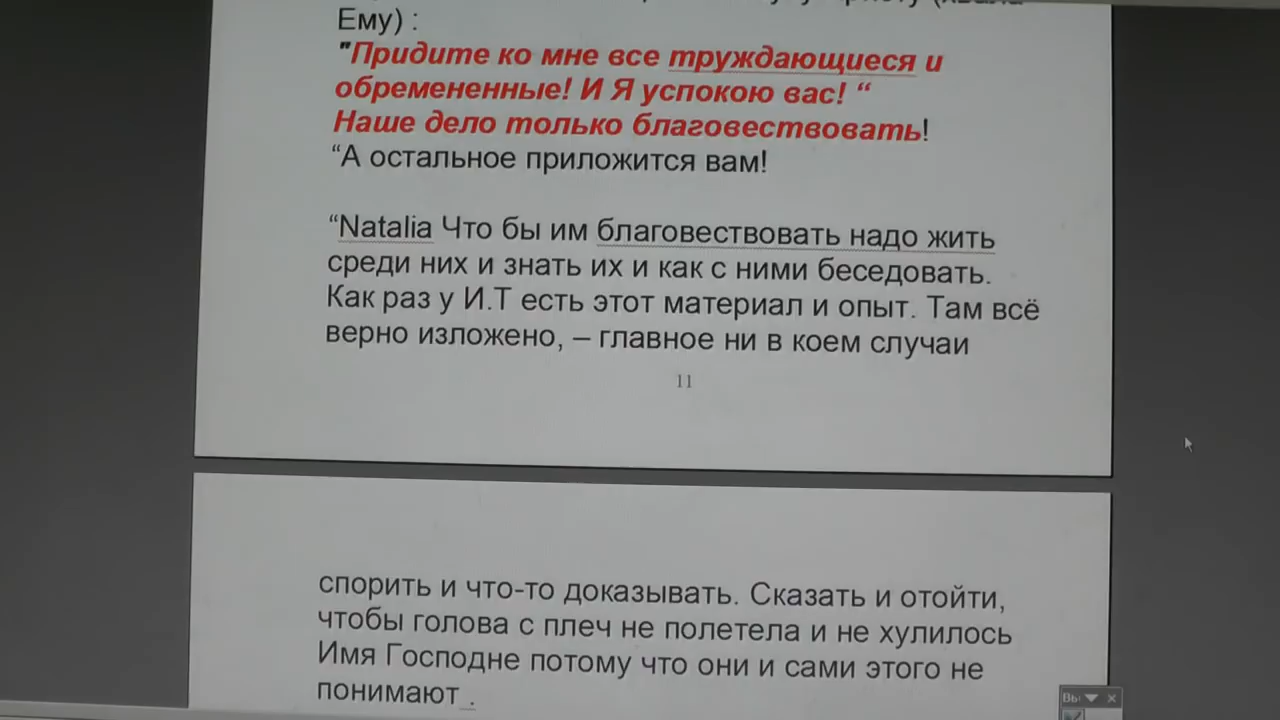 Ему) :
"Придите ко мне все труждающиеся и
обремененные! И Я успокою вас! “
Наше дело только благовествовать!
“А остальное приложится вам!
“Natalia Что бы им благовествовать надо жить
среди них и знать их и как с ними беседовать.
Как раз у И.Т есть этот материал и опыт. Там всё
верно изложено, – главное ни в коем случаи
11
спорить и что-то доказывать. Сказать и отойти,
чтобы голова с плеч не полетела и не хулилось
Имя Господне потому что они и сами этого не
понимают .